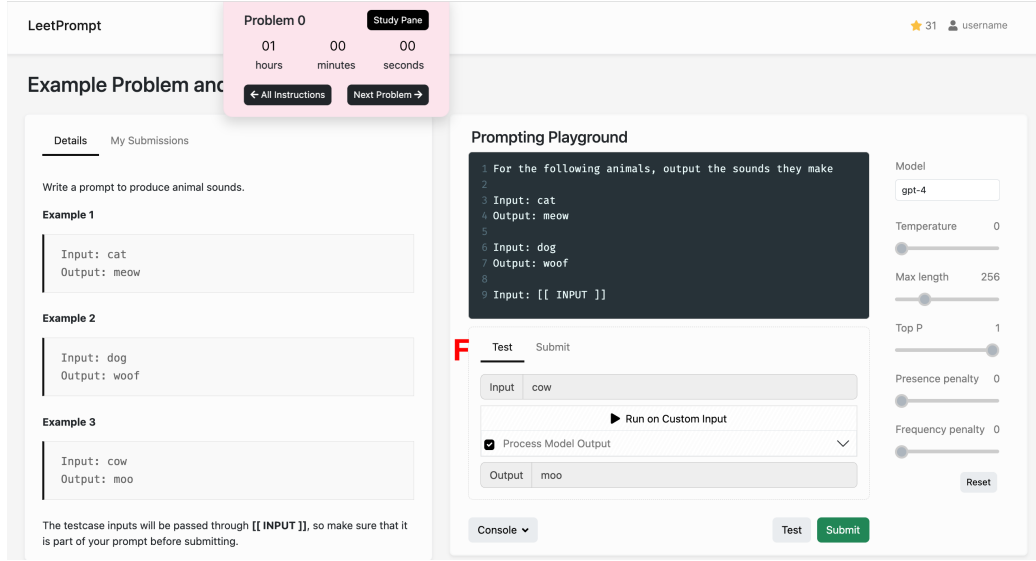 LeetPrompt
Problem 0
Study Pane
01 00 00
hours minutes seconds
← All Instructions
Next Problem →
31 username
Example Problem and
Details My Submissions
Write a prompt to produce animal sounds.
Example 1
Input: cat
Output: meow
Example 2
Input: dog
Output: woof
Example 3
Input: cow
Output: moo
The testcase inputs will be passed through [[ INPUT ]], so make sure that it
is part of your prompt before submitting.
Prompting Playground
1 For the following animals, output the sounds they make
2
3 Input: cat
4 Output: meow
5
6 Input: dog
7 Output: woof
8
9 Input: [[ INPUT ]]
F
Test Submit
Input cow
Run on Custom Input
Process Model Output
Output moo
Console
Test Submit
Model
gpt-4
Temperature 0
Max length 256
Top P 1
Presence penalty 0
Frequency penalty 0
Reset